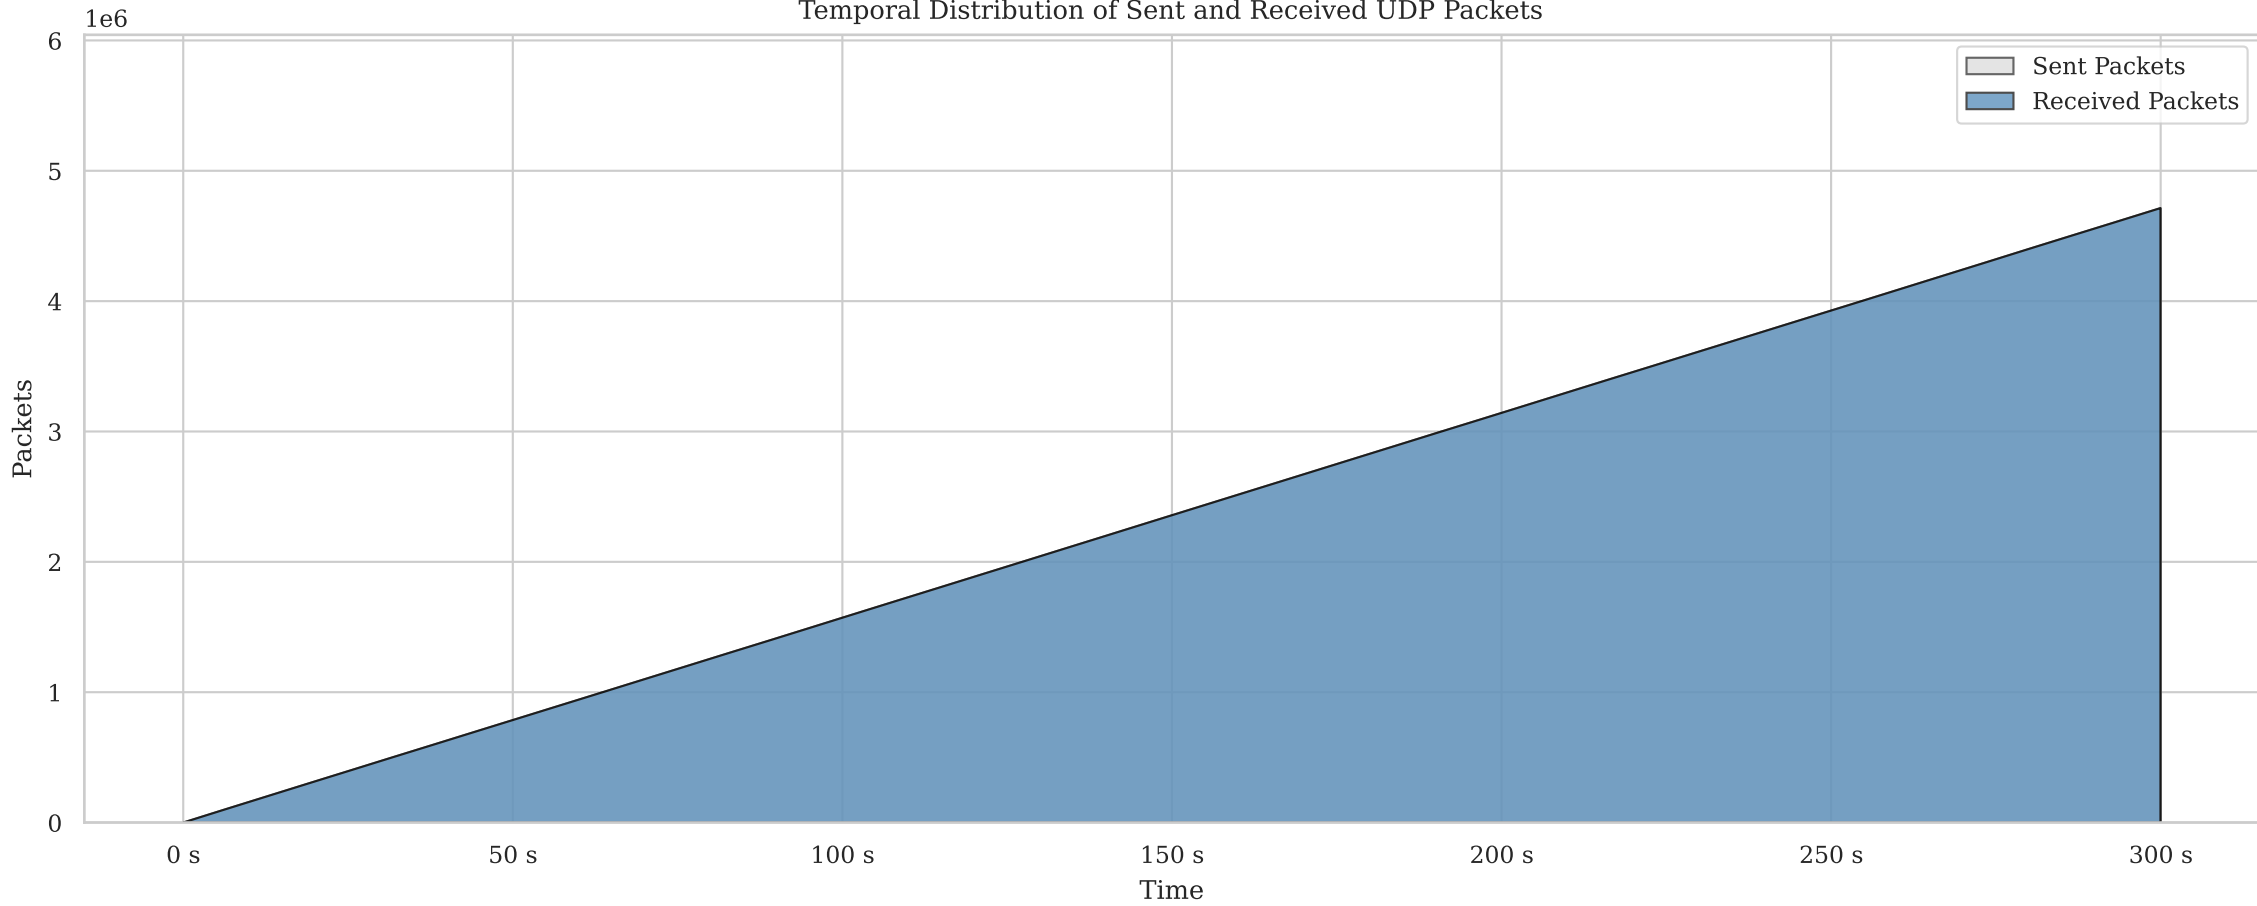 Temporal Distribution of Sent and Received UDP Packets
1e6
6
5
4
3
2
1
0
Packets
Sent Packets
Received Packets
0 s 50 s 100 s 150 s 200 s 250 s 300 s
Time